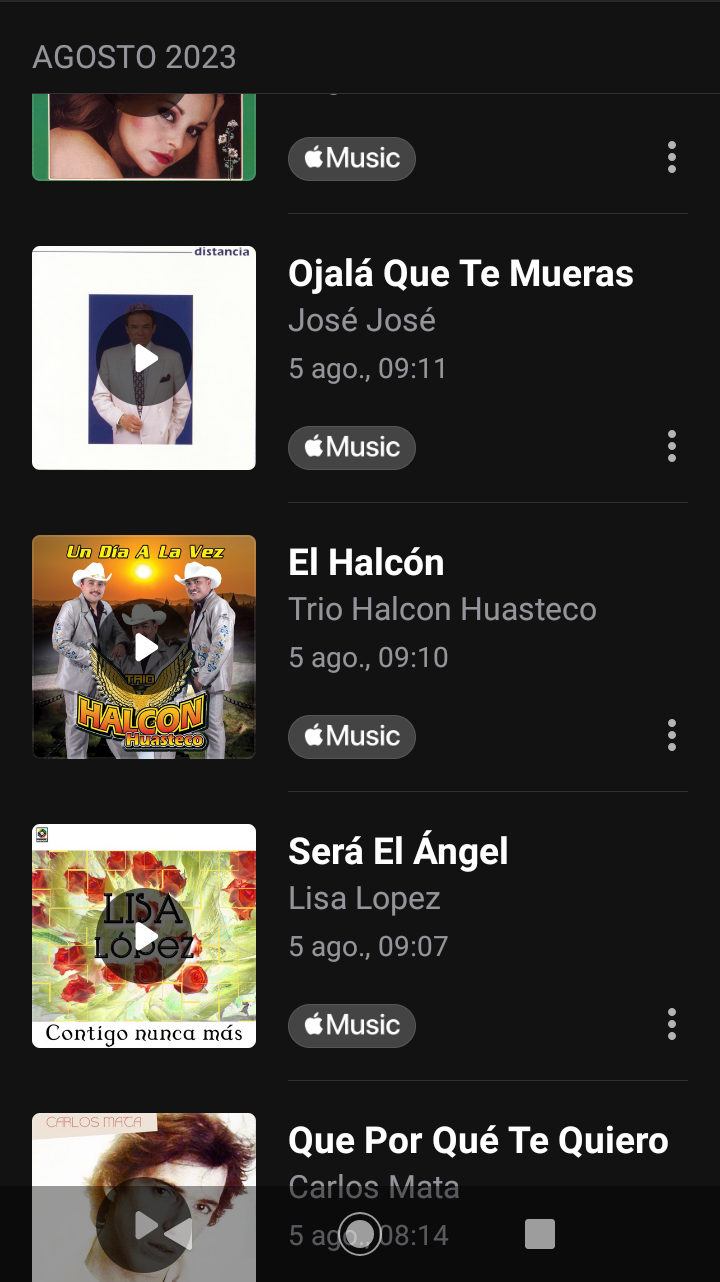 AGOSTO 2023
Music
distancia
Ojalá Que Te Mueras
José José
5 ago., 09:11
Music
Un Día A La Vez
TRIO
HALCON
Huasteco
El Halcón
Trio Halcon Huasteco
5 ago., 09:10
Music
LISA
LÓPEZ
Contigo nunca más
Será El Ángel
Lisa Lopez
5 ago., 09:07
Music
CARLOS MATA
Que Por Qué Te Quiero
Carlos Mata
5 ago., 08:14